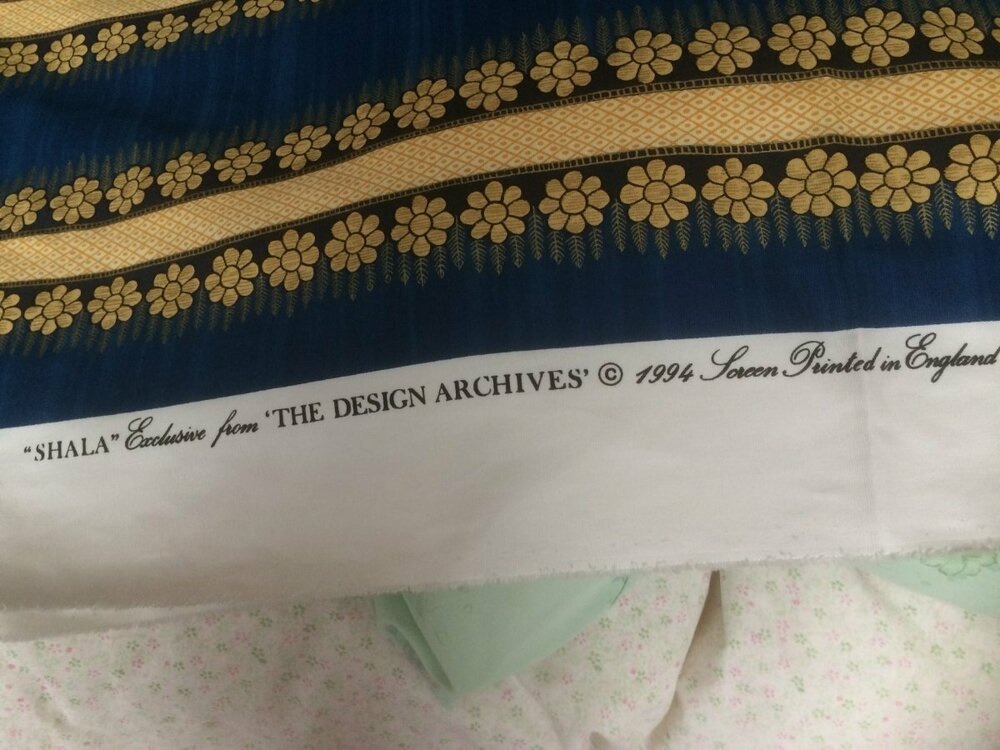 "SHALA" Exclusive from 'THE DESIGN ARCHIVES' © 1994 Screen Printed in England